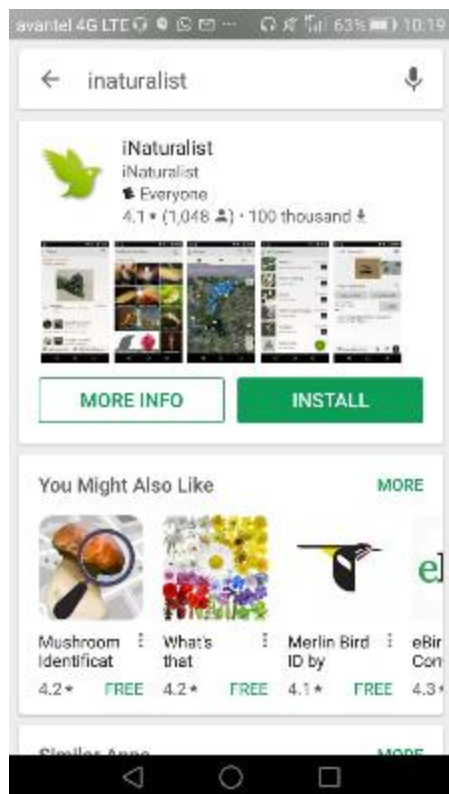 avantel 4G LTE ... 63% 10:19
inaturalist
iNaturalist
iNaturalist
Everyone
4.1 ★ (1,048) · 100 thousand
MORE INFO
INSTALL
You Might Also Like
MORE
Mushroom Identificat
4.2 ★ FREE
What's that
4.2 ★ FREE
Merlin Bird ID by
4.1 ★ FREE
eBir Con
4.3 ★
Similar Apps
MORE